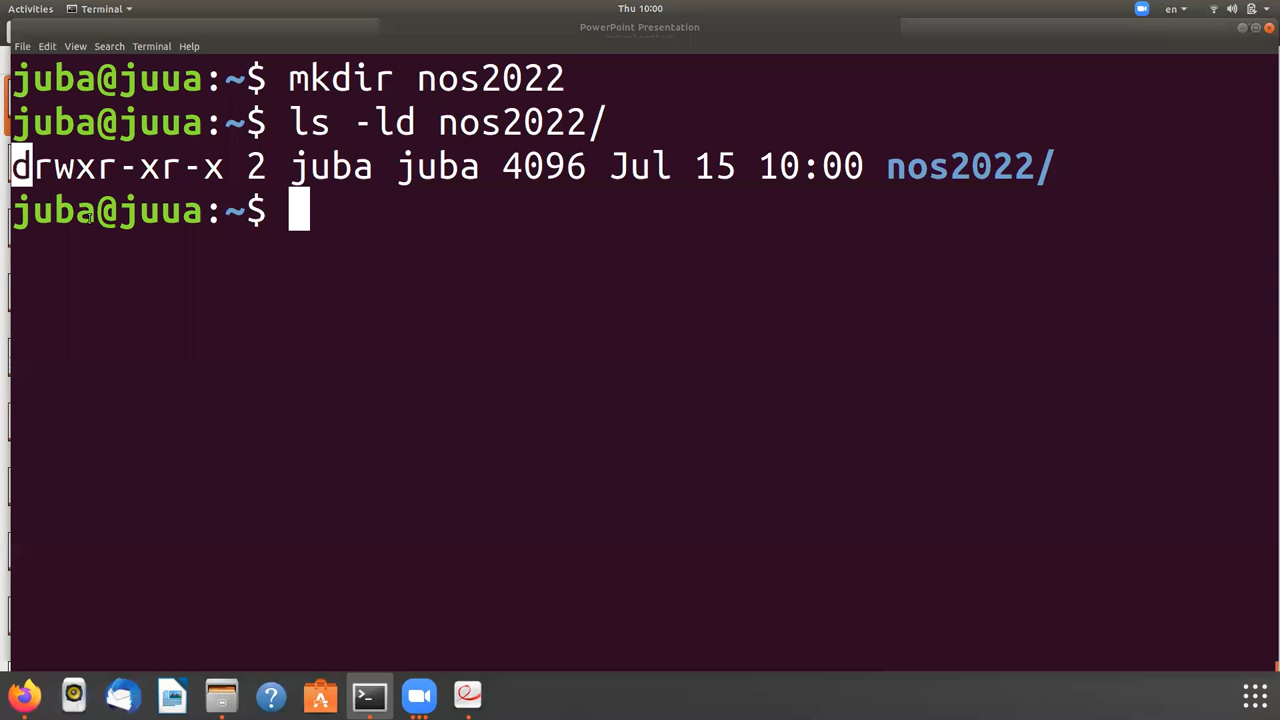 Activities Terminal Thu 10:00 en
PowerPoint Presentation
File Edit View Search Terminal Help
juba@juua:~$ mkdir nos2022
juba@juua:~$ ls -ld nos2022/
drwxr-xr-x 2 juba juba 4096 Jul 15 10:00 nos2022/
juba@juua:~$